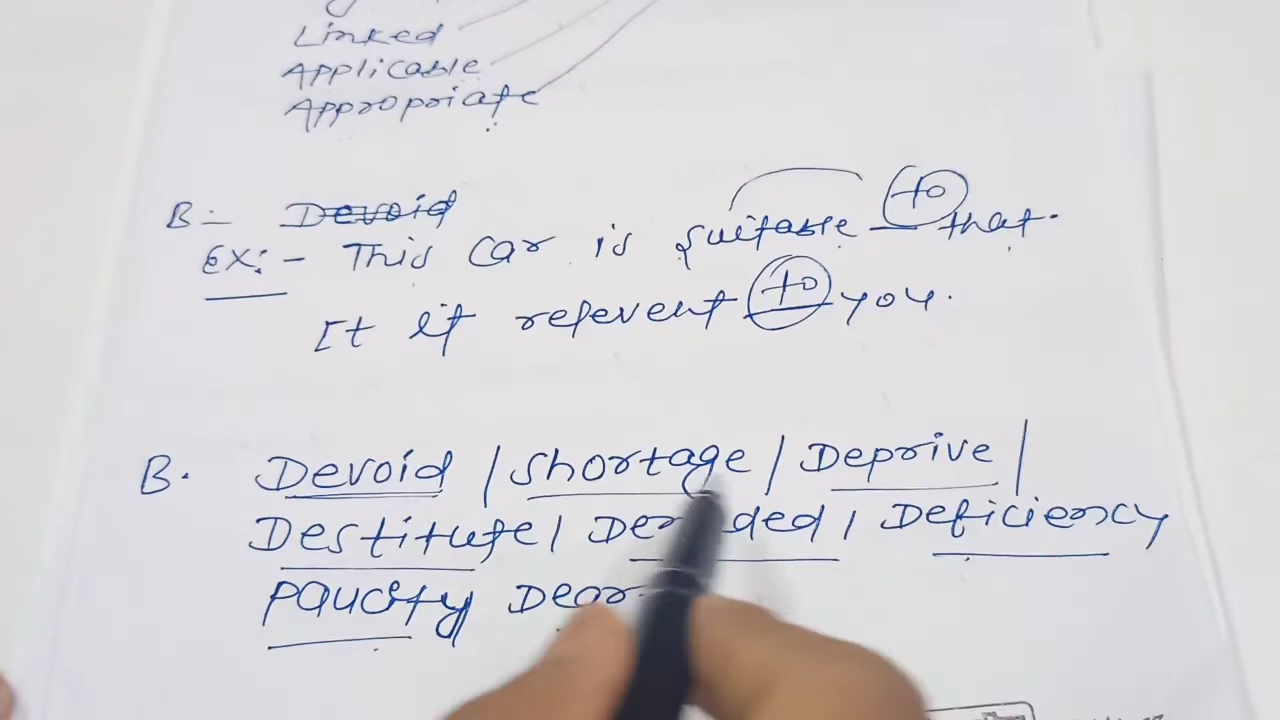 Linked
Applicable
Appropriate
B:- Devoid
Ex:- This Car is suitable to that.
It is relevent to you.
B. Devoid / Shortage / Deprive /
Destitute / / Deficiency
Paucity